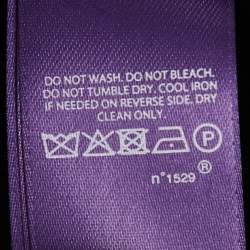 DO NOT WASH. DO NOT BLEACH.
DO NOT TUMBLE DRY. COOL IRON
IF NEEDED ON REVERSE SIDE. DRY
CLEAN ONLY.
P
n°1529 ®